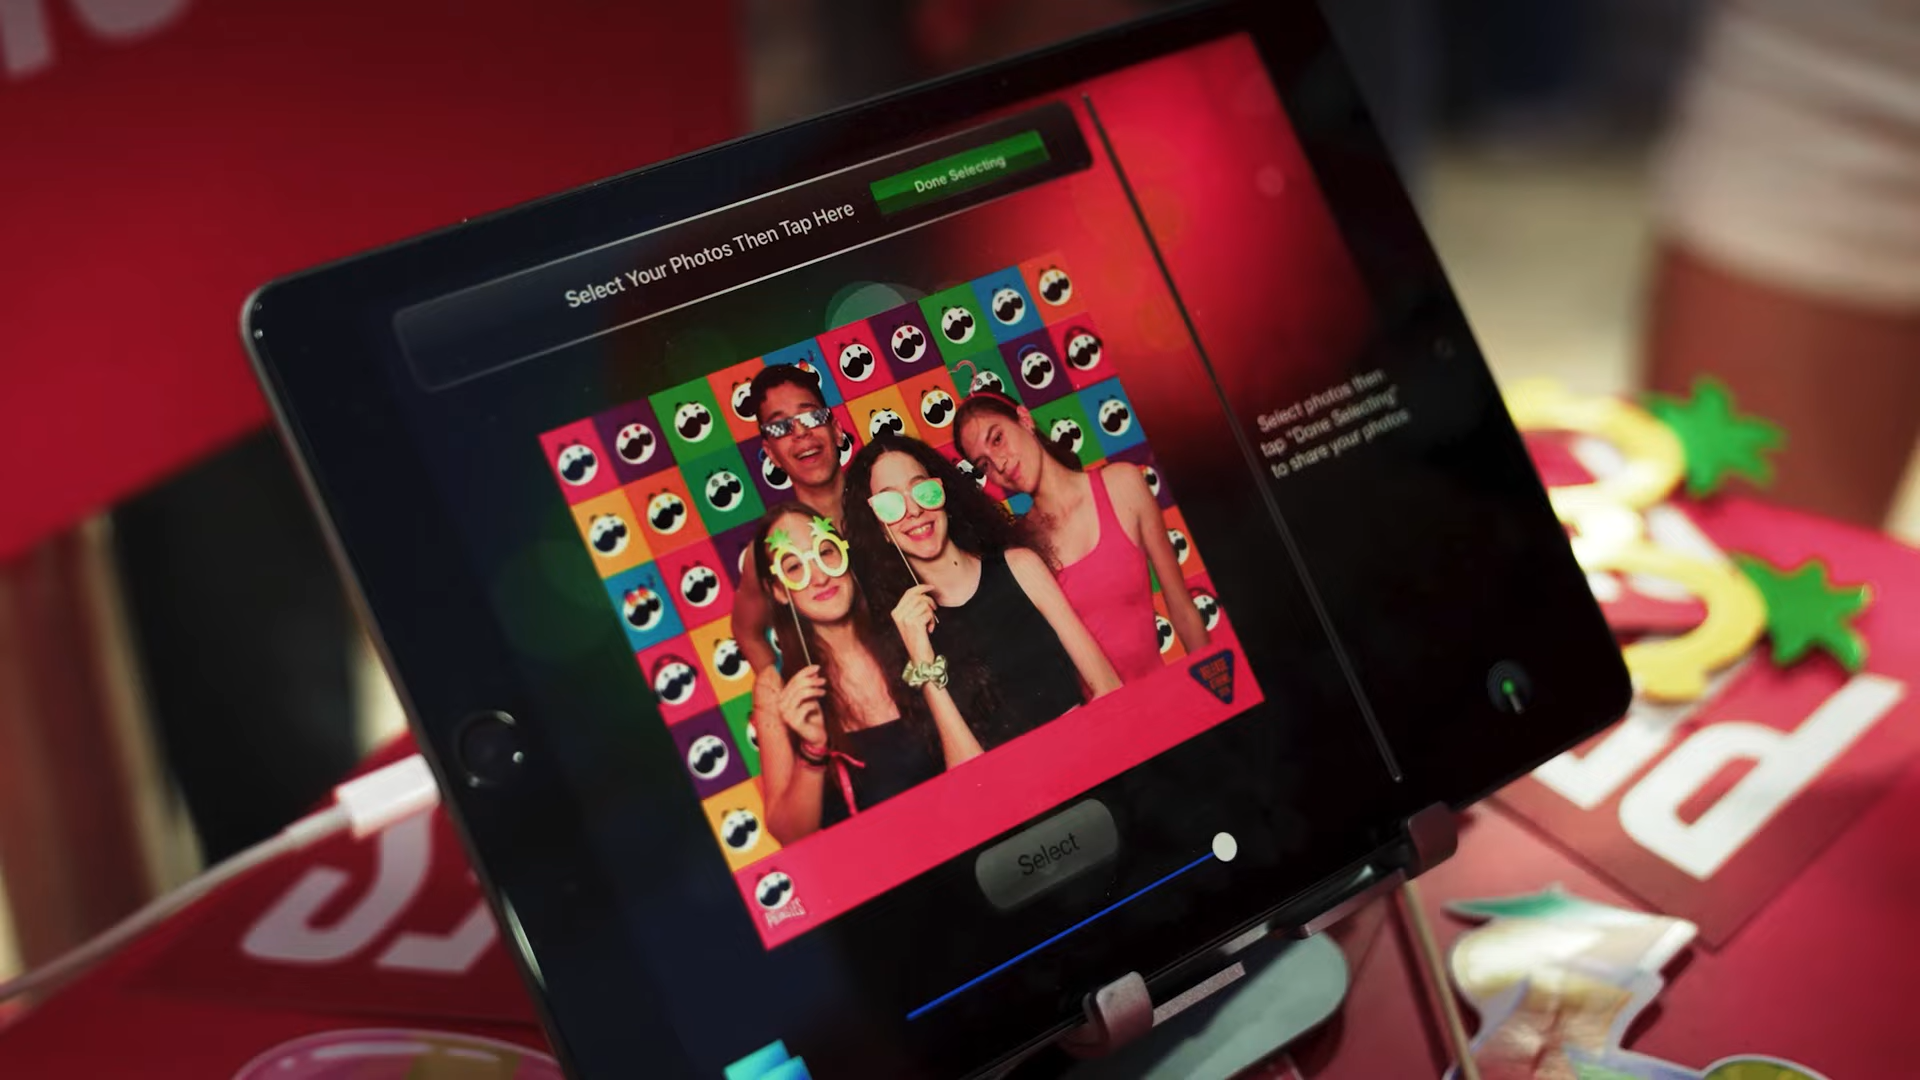 Select Your Photos Then Tap Here
Done Selecting
Select photos then
tap "Done Selecting"
to share your photos
Select
PRINGLES